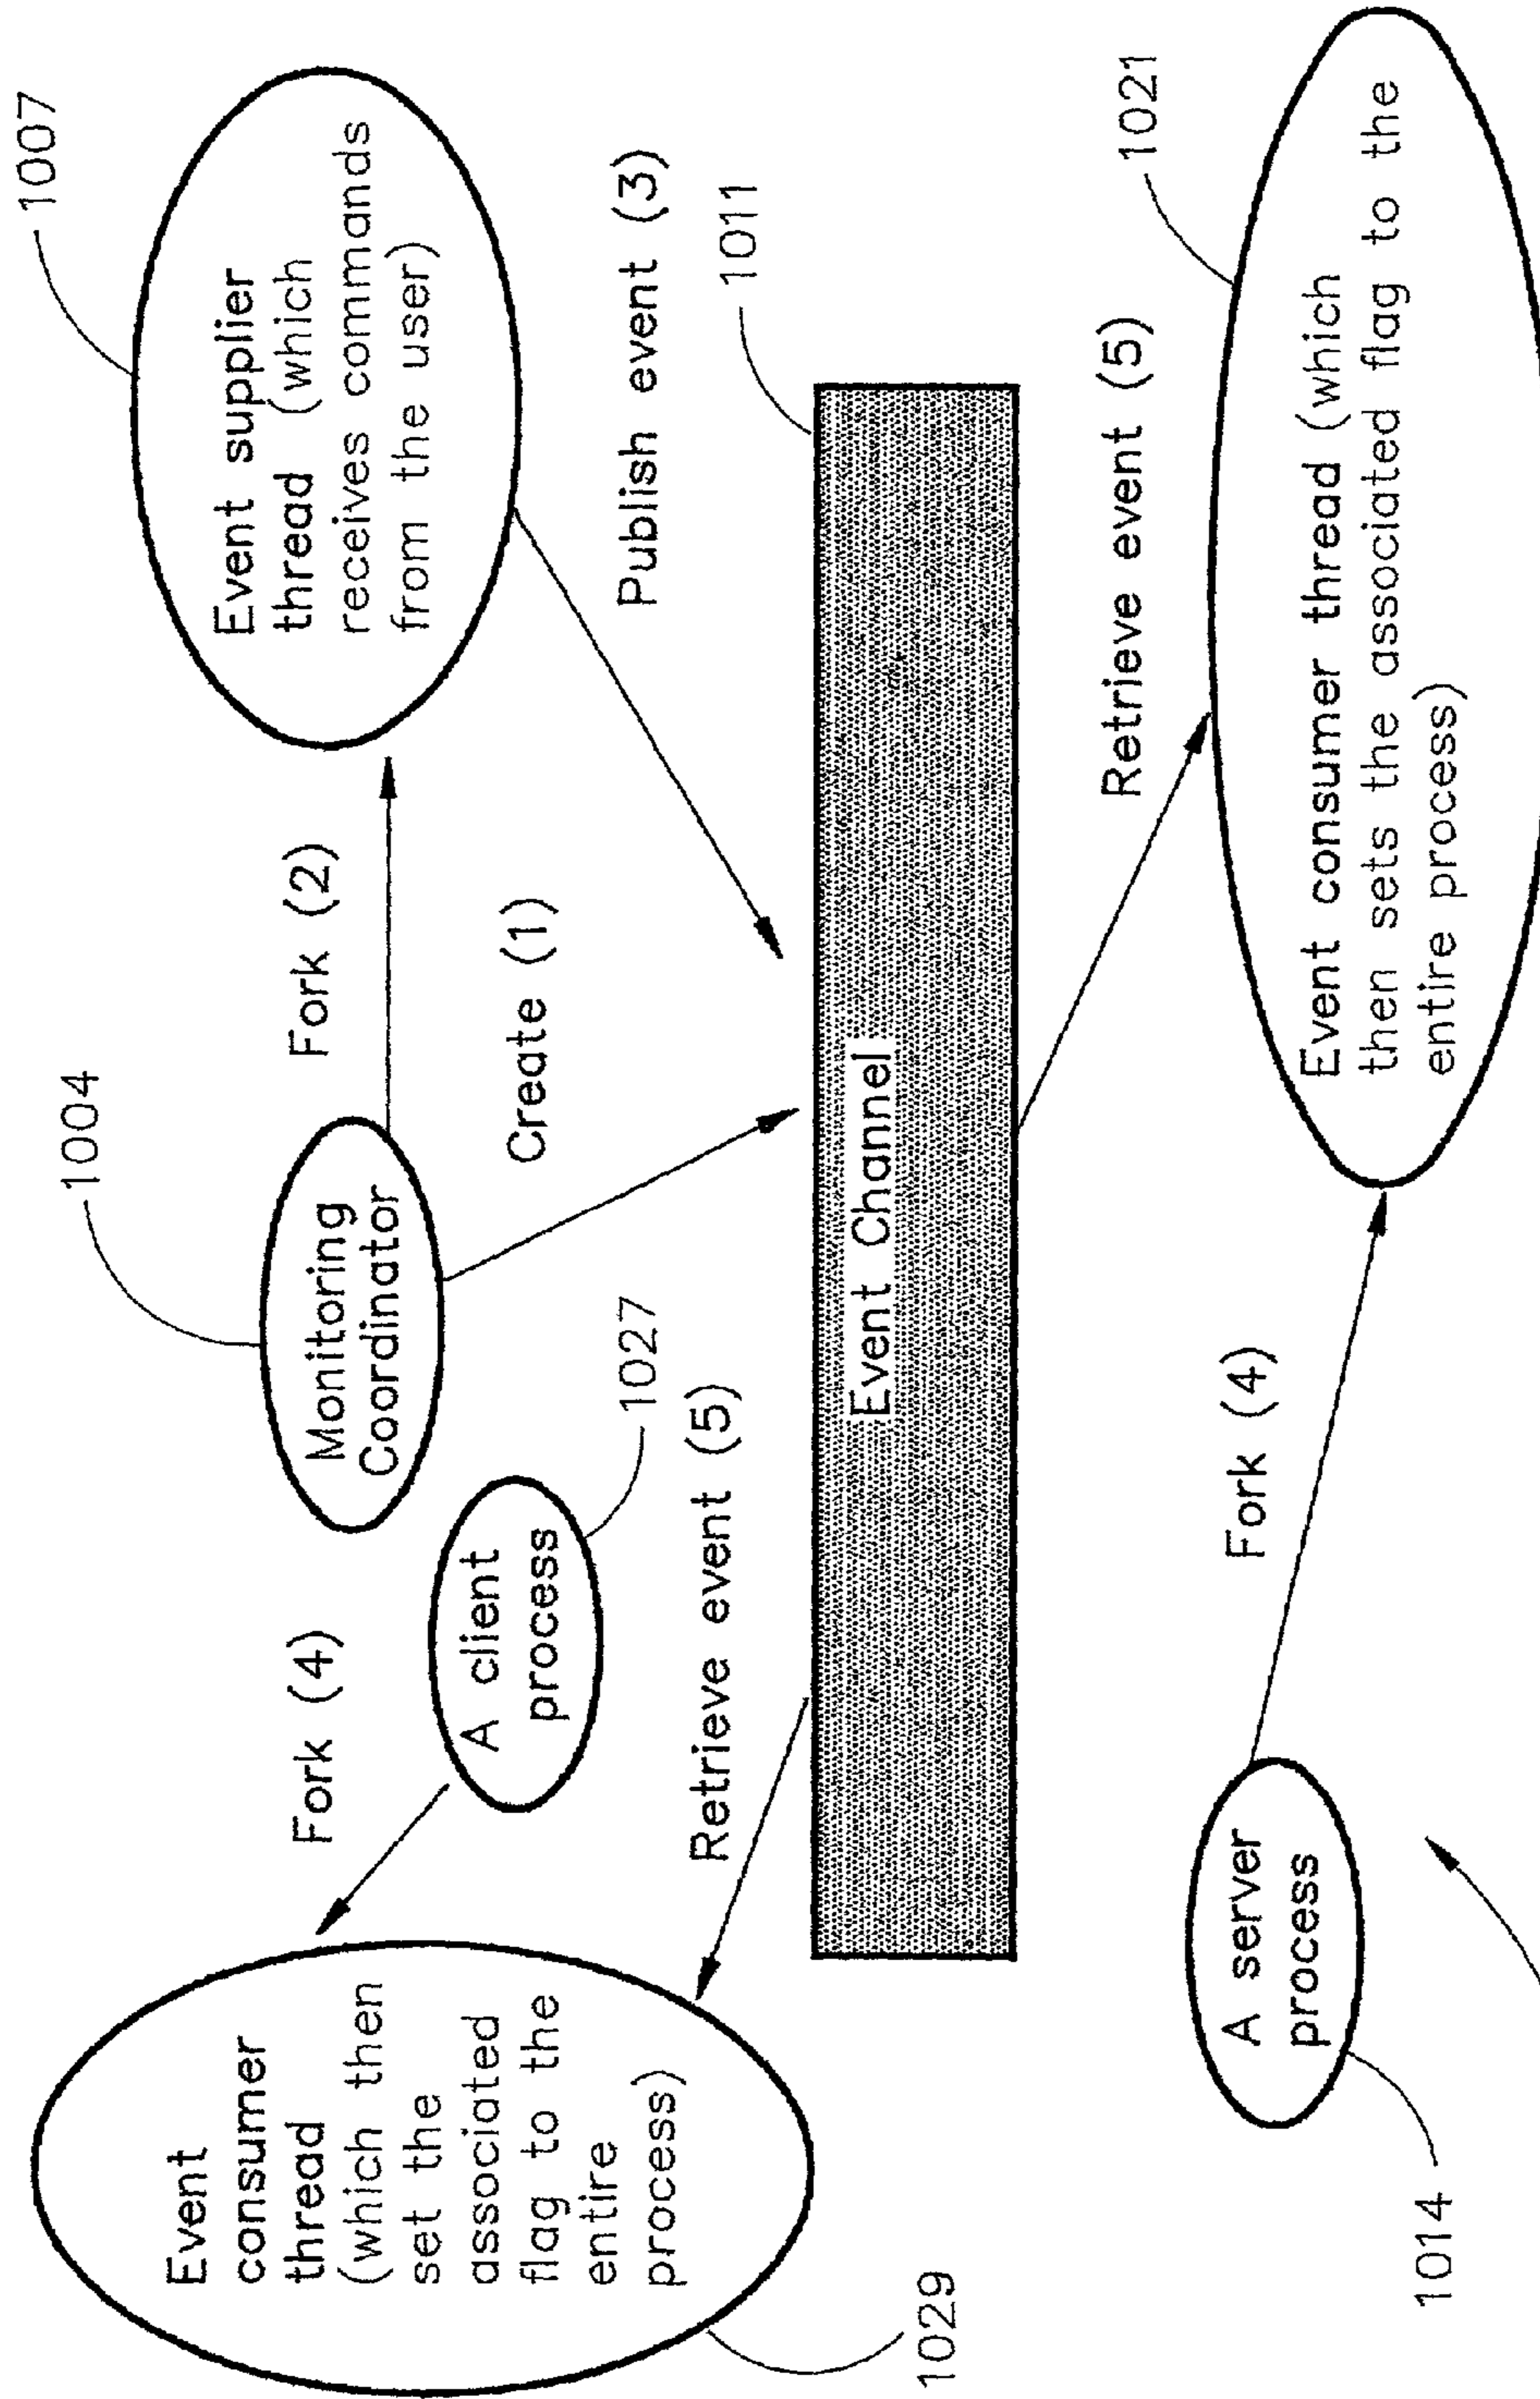 Event
consumer
thread
(which then
set the
associated
flag to the
entire
process)
1029
Fork (4)
A client
process
1027
Retrieve event (5)
Monitoring
Coordinator
1004
Fork (2)
Create (1)
Event supplier
thread (which
receives commands
from the user)
1007
Publish event (3)
1011
Event Channel
Retrieve event (5)
A server
process
1014
Fork (4)
Event consumer thread (which
then sets the associated flag to the
entire process)
1021